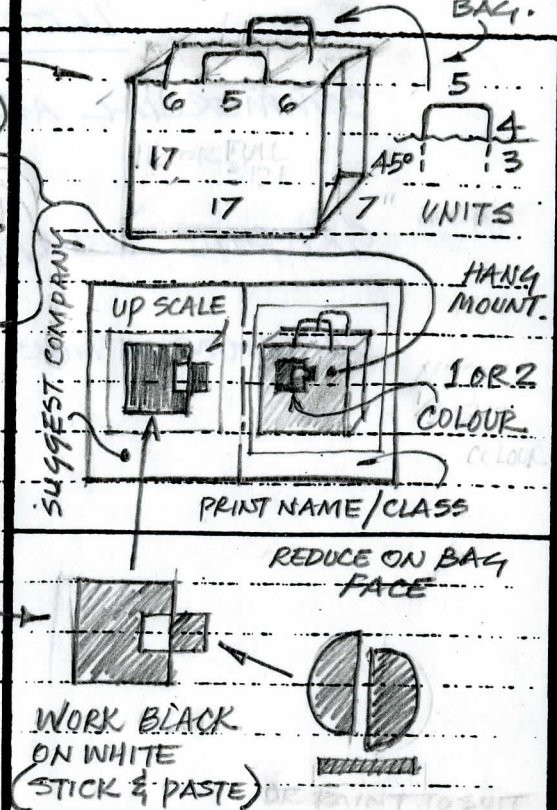 BAG.
6 5 6
17
17
45°
7"
5
4
3
UNITS
SUGGEST. COMPANY
UP SCALE
HANG
MOUNT.
1 OR 2
COLOUR
PRINT NAME/CLASS
REDUCE ON BAG
FACE
WORK BLACK
ON WHITE
(STICK & PASTE)